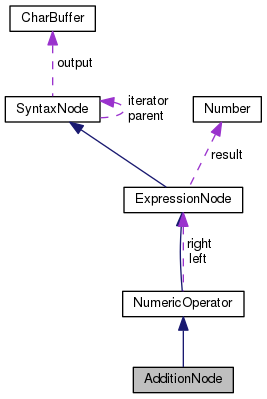 CharBuffer
output
SyntaxNode
iterator
parent
Number
result
ExpressionNode
right
left
NumericOperator
AdditionNode